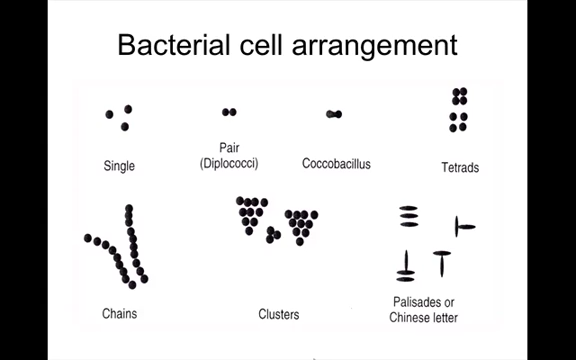 Bacterial cell arrangement
Single
Pair
(Diplococci)
Coccobacillus
Tetrads
Chains
Clusters
Palisades or
Chinese letter